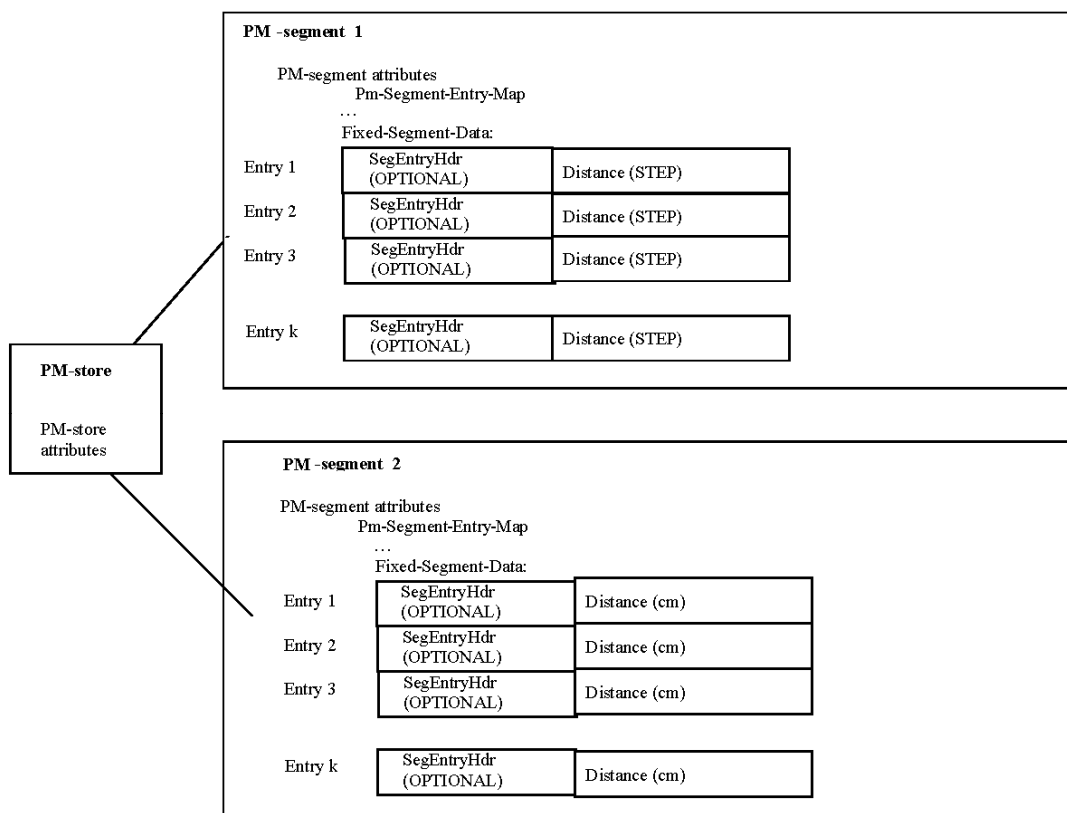 PM -segment 1
PM-segment attributes
Pm-Segment-Entry-Map
...
Fixed-Segment-Data:
Entry 1
SegEntryHdr
(OPTIONAL)
Distance (STEP)
Entry 2
SegEntryHdr
(OPTIONAL)
Distance (STEP)
Entry 3
SegEntryHdr
(OPTIONAL)
Distance (STEP)
Entry k
SegEntryHdr
(OPTIONAL)
Distance (STEP)
PM-store
PM-store
attributes
PM -segment 2
PM-segment attributes
Pm-Segment-Entry-Map
...
Fixed-Segment-Data:
Entry 1
SegEntryHdr
(OPTIONAL)
Distance (cm)
Entry 2
SegEntryHdr
(OPTIONAL)
Distance (cm)
Entry 3
SegEntryHdr
(OPTIONAL)
Distance (cm)
Entry k
SegEntryHdr
(OPTIONAL)
Distance (cm)